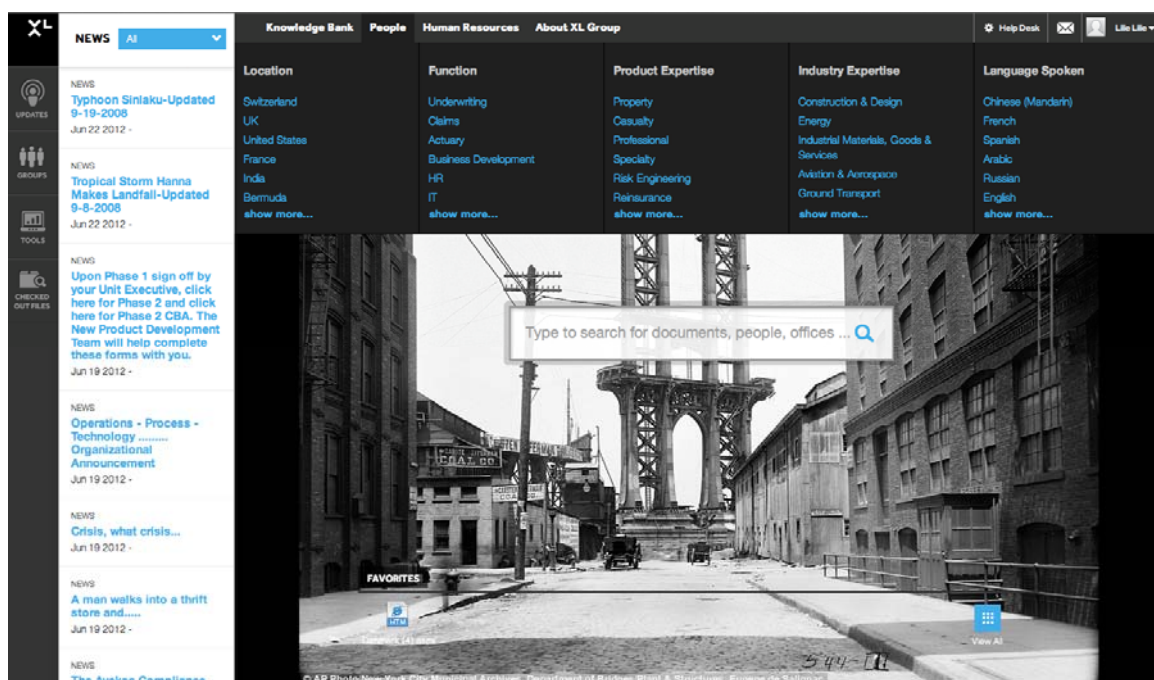 XL
NEWS
All
Knowledge Bank
People
Human Resources
About XL Group
Help Desk
Lilie Lilie
UPDATES
GROUPS
TOOLS
CHECKED
OUT FILES
NEWS
Typhoon Sinlaku-Updated
9-19-2008
Jun 22 2012 -
NEWS
Tropical Storm Hanna
Makes Landfall-Updated
9-8-2008
Jun 22 2012 -
NEWS
Upon Phase 1 sign off by
your Unit Executive, click
here for Phase 2 and click
here for Phase 2 CBA. The
New Product Development
Team will help complete
these forms with you.
Jun 19 2012 -
NEWS
Operations - Process -
Technology .........
Organizational
Announcement
Jun 19 2012 -
NEWS
Crisis, what crisis...
Jun 19 2012 -
NEWS
A man walks into a thrift
store and.....
Jun 19 2012 -
NEWS
Location
Switzerland
UK
United States
France
India
Bermuda
show more...
Function
Underwriting
Claims
Actuary
Business Development
HR
IT
show more...
Product Expertise
Property
Casualty
Professional
Specialty
Risk Engineering
Reinsurance
show more...
Industry Expertise
Construction & Design
Energy
Industrial Materials, Goods &
Services
Aviation & Aerospace
Ground Transport
show more...
Language Spoken
Chinese (Mandarin)
French
Spanish
Arabic
Russian
English
show more...
Type to search for documents, people, offices ...
COAL CO
FAVORITES
HTM
View All